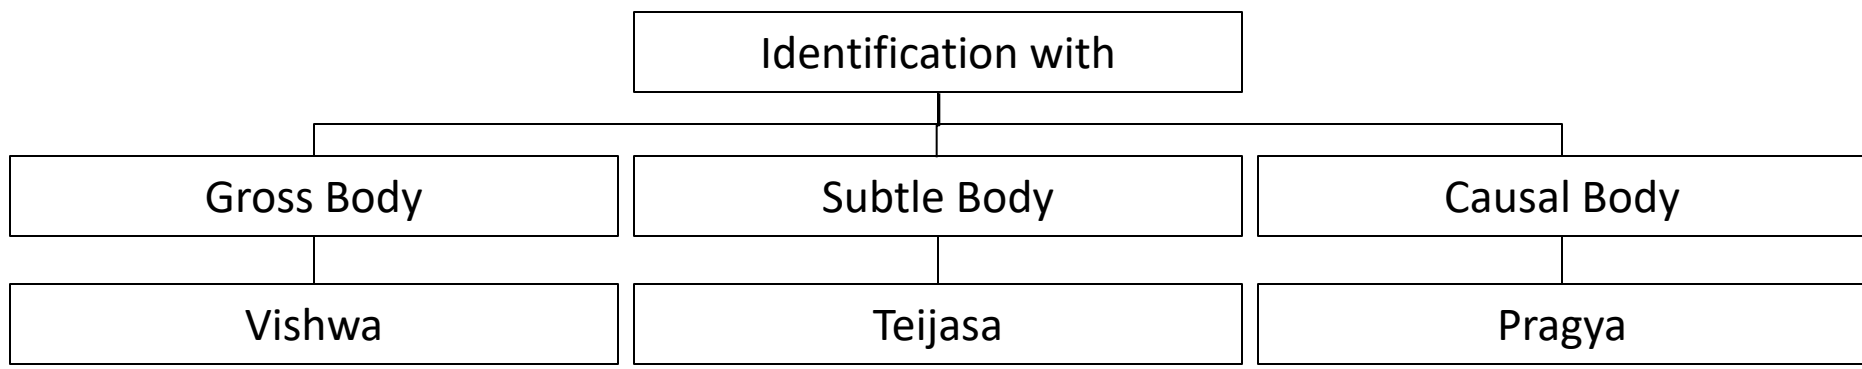 Identification with
Gross Body
Subtle Body
Causal Body
Vishwa
Teijasa
Pragya